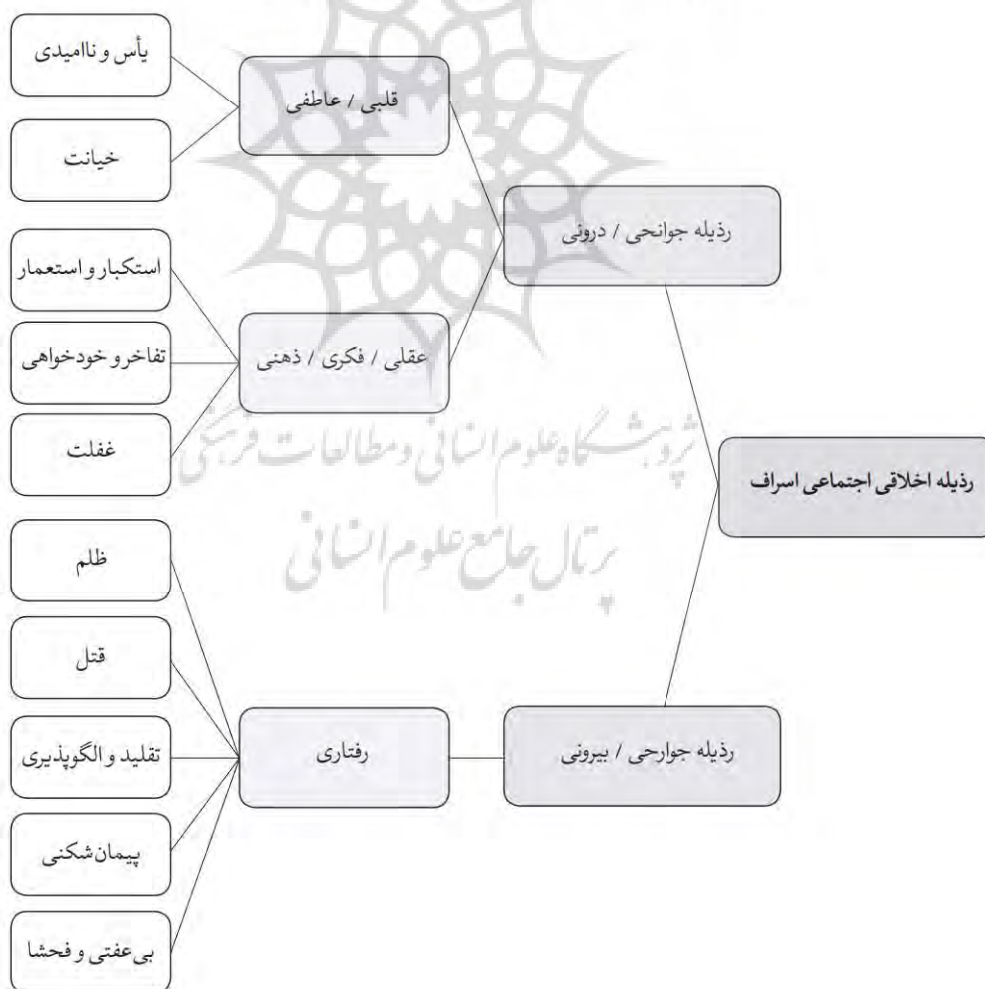 رذیله اخلاقی اجتماعی اسراف
رذیله جوانحی / درونی
قلبی / عاطفی
یأس و ناامیدی
خیانت
عقلی / فکری / ذهنی
استکبار و استعمار
تفاخر و خودخواهی
غفلت
رذیله جوارحی / بیرونی
رفتاری
ظلم
قتل
تقلید و الگوپذیری
پیمان‌شکنی
بی‌عفتی و فحشا
پژوهشگاه علوم انسانی و مطالعات فرهنگی
پرتال جامع علوم انسانی